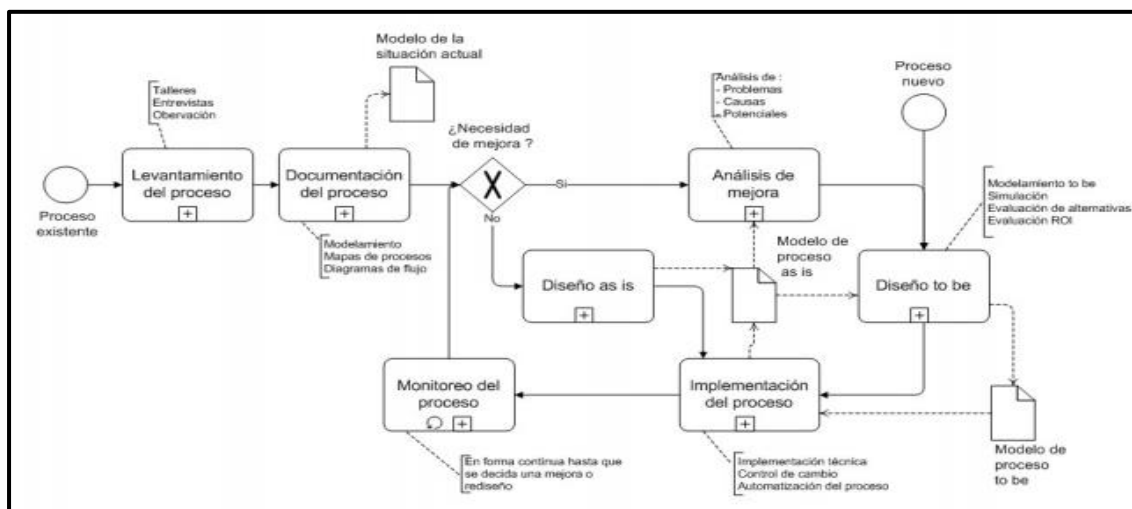 Modelo de la
situación actual
Talleres
Entrevistas
Obervación
Análisis de :
- Problemas
- Causas
- Potenciales
Proceso
nuevo
¿Necesidad
de mejora ?
Levantamiento
del proceso
Documentación
del proceso
X
Si
Análisis de
mejora
Proceso
existente
No
Modelamiento to be
Simulación
Evaluación de alternativas
Evaluación ROI
Modelamiento
Mapas de procesos
Diagramas de flujo
Modelo de
proceso
as is
Diseño as is
Diseño to be
Monitoreo del
proceso
Implementación
del proceso
Modelo de
proceso
to be
En forma continua hasta que
se decida una mejora o
rediseño
Implementación técnica
Control de cambio
Automatización del proceso